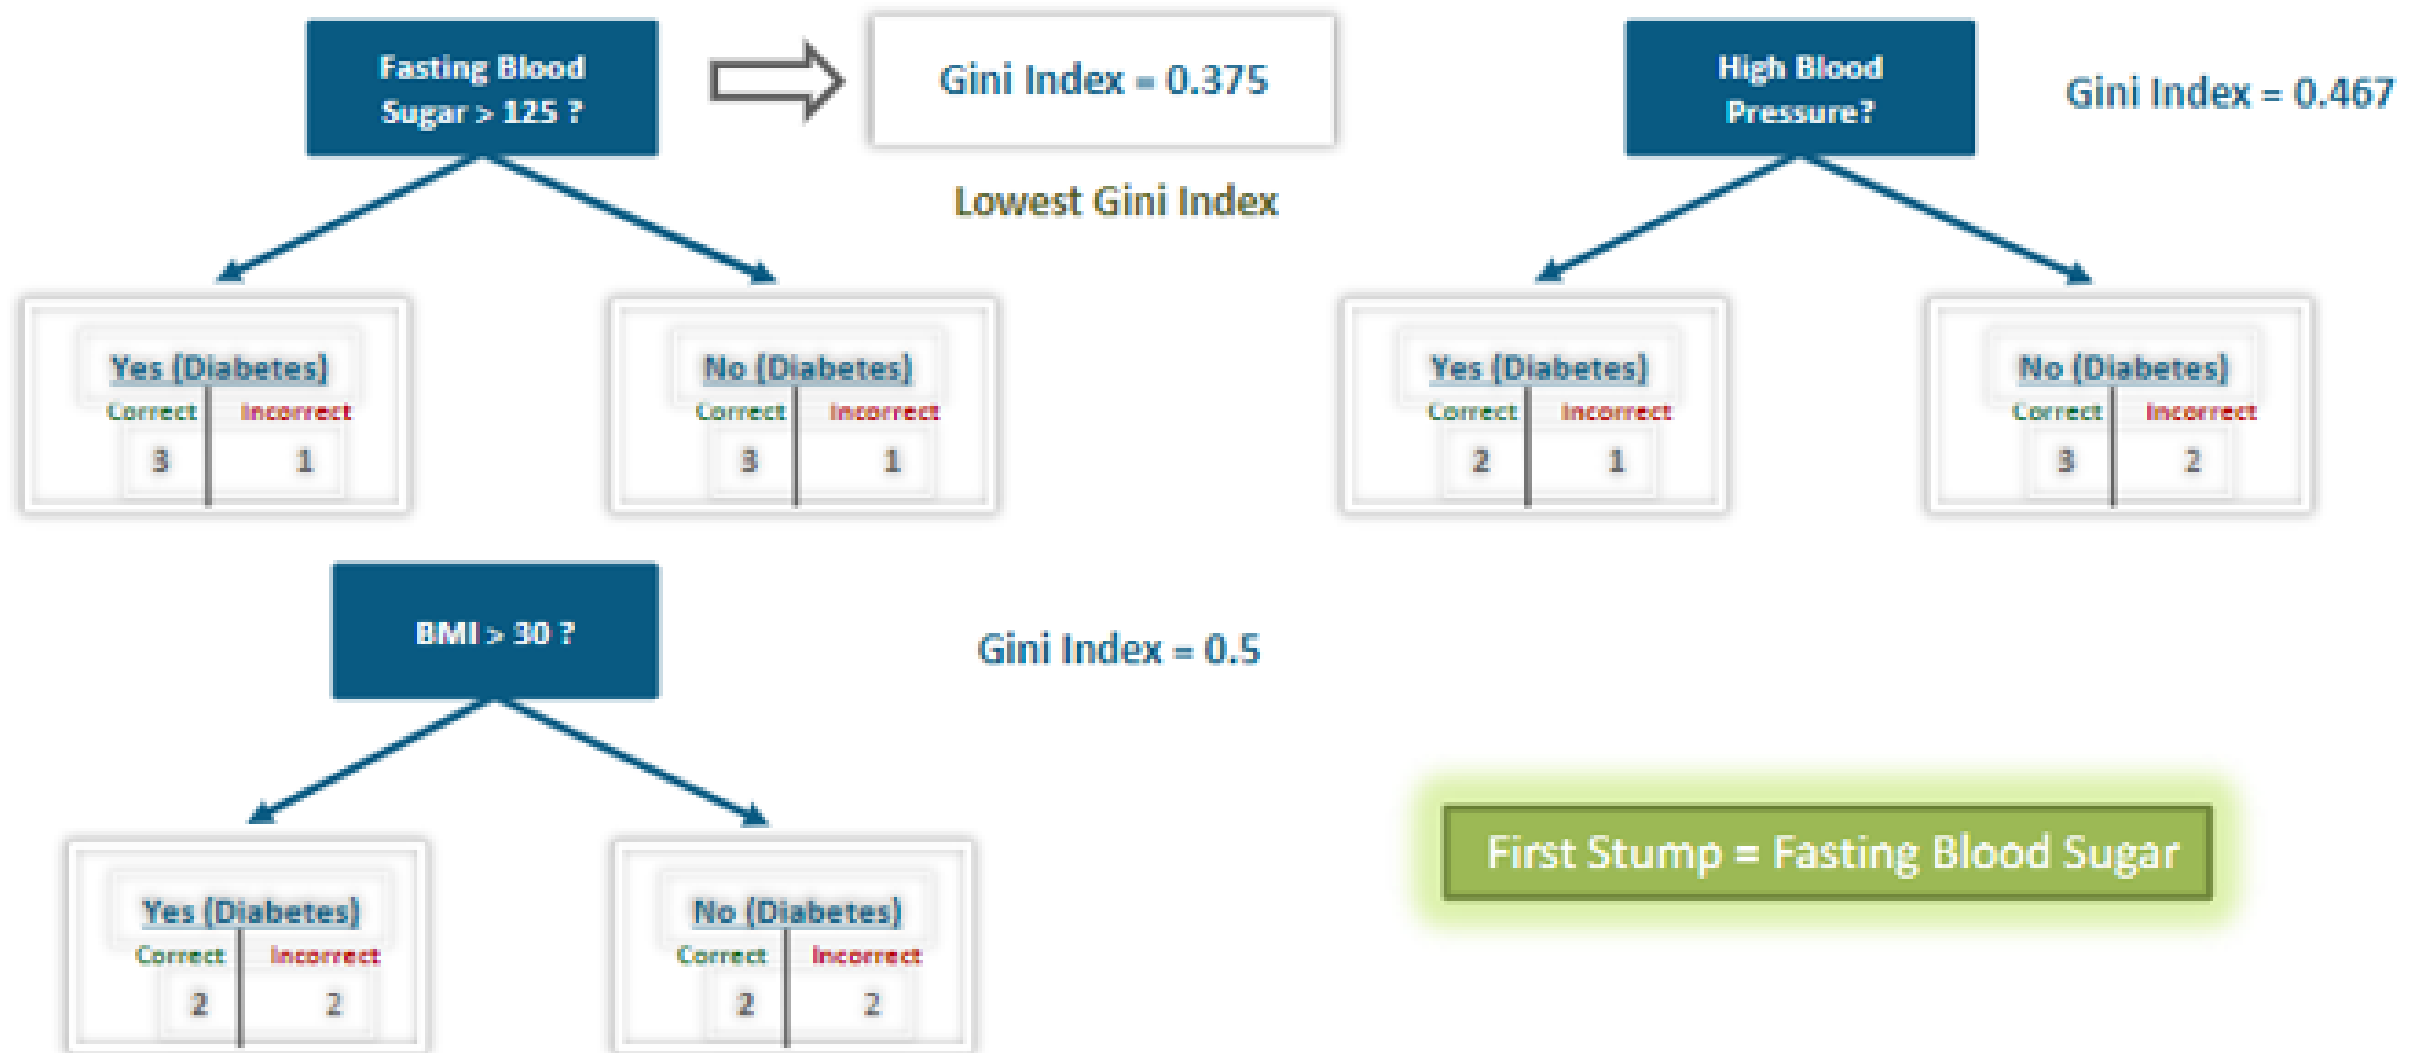 Fasting Blood
Sugar > 125 ?
Gini Index = 0.375
Lowest Gini Index
Yes (Diabetes)
Correct Incorrect
3 1
No (Diabetes)
Correct Incorrect
3 1
High Blood
Pressure?
Gini Index = 0.467
Yes (Diabetes)
Correct Incorrect
2 1
No (Diabetes)
Correct Incorrect
3 2
BMI > 30 ?
Gini Index = 0.5
Yes (Diabetes)
Correct Incorrect
2 2
No (Diabetes)
Correct Incorrect
2 2
First Stump = Fasting Blood Sugar